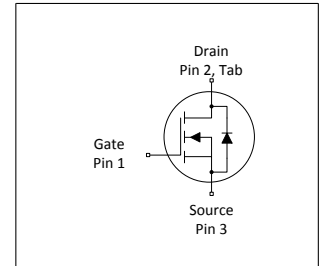 Drain
Pin 2, Tab
Gate
Pin 1
Source
Pin 3